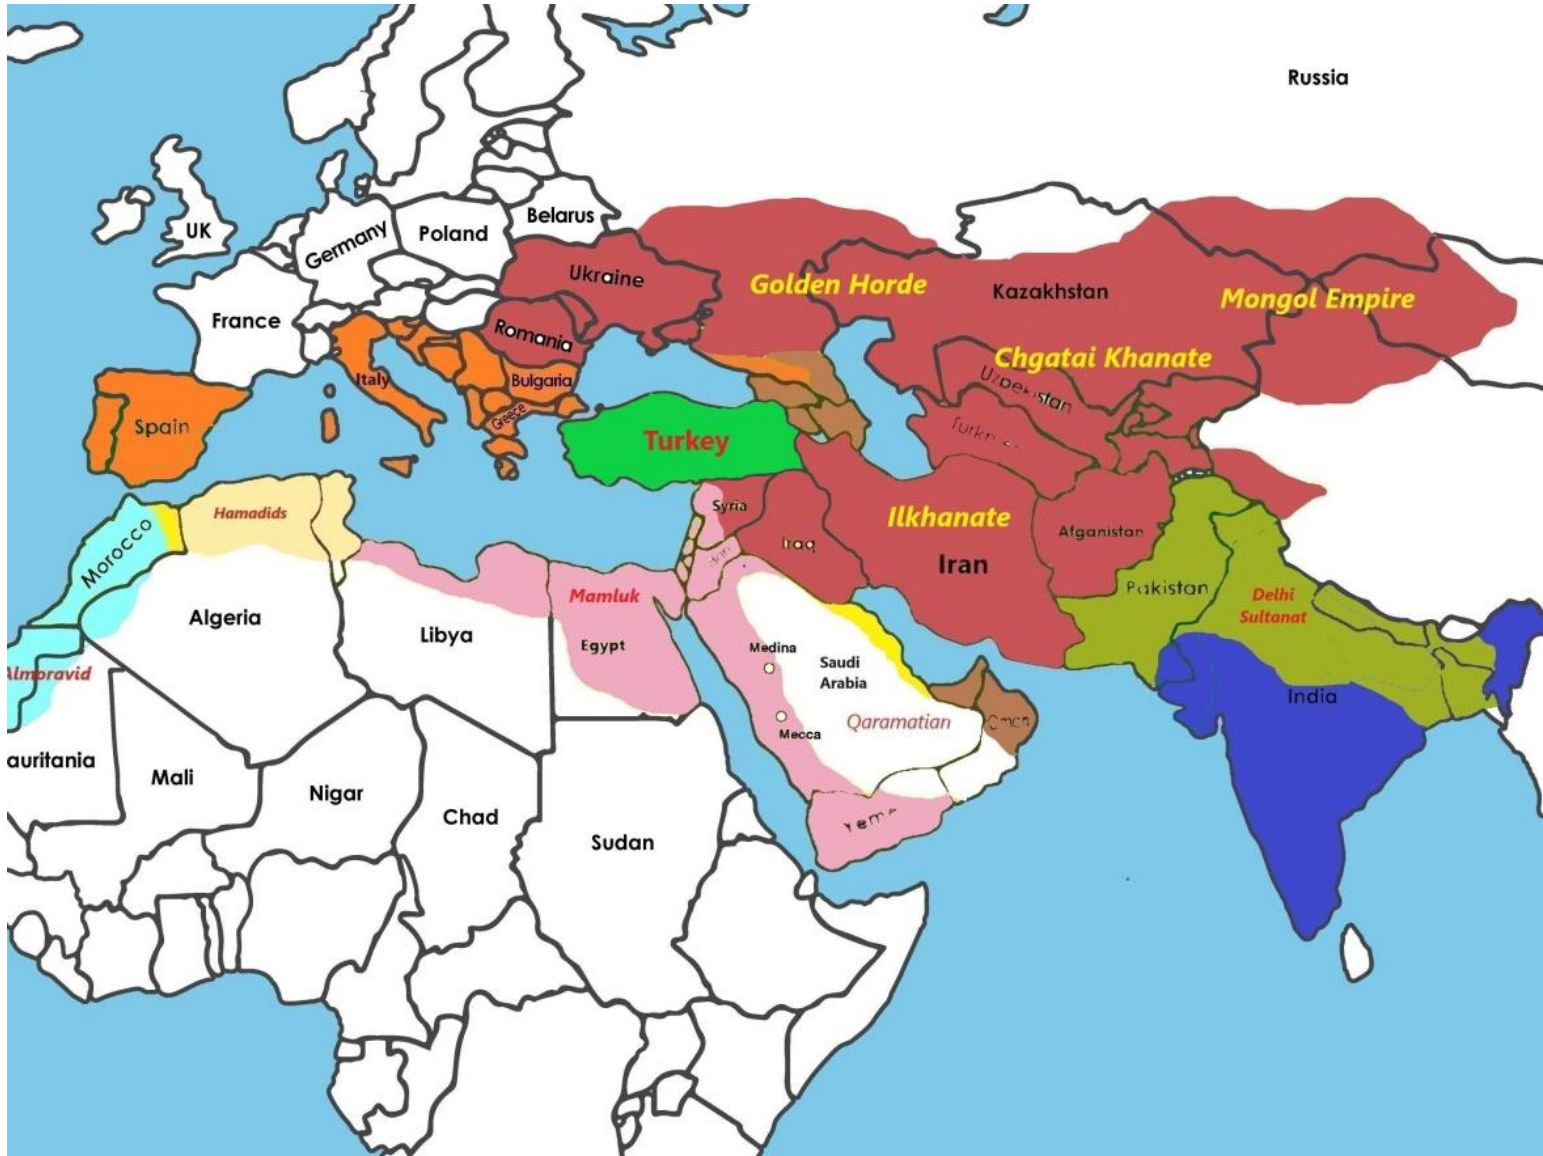 Russia
Belarus
UK
Poland
Germany
Ukraine
Golden Horde
Kazakhstan
Mongol Empire
France
Romania
Chgatai Khanate
Italy
Bulgaria
Uzbekistan
Greece
Spain
Turkey
Hamadids
Syria
Ilkhanate
Morocco
Iraq
Afganistan
Iran
Pakistan
Mamluk
Delhi
Sultanat
Algeria
Libya
Egypt
Medina
Saudi
Arabia
Almoravid
India
Qaramatian
Mecca
auritania
Mali
Nigar
Chad
Sudan